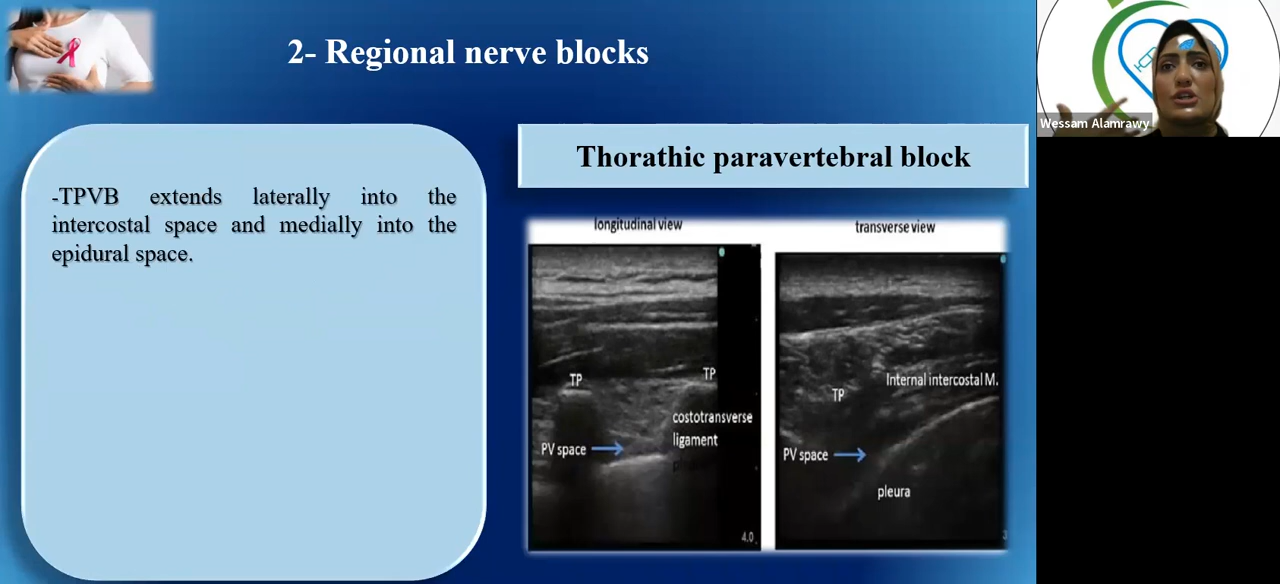 2- Regional nerve blocks
-TPVB extends laterally into the
intercostal space and medially into the
epidural space.
Thorathic paravertebral block
longitudinal view
TP
TP
costotransverse
ligament
PV space
pleura
4.0
transverse view
Internal intercostal M.
TP
PV space
pleura
3
Wessam Alamrawy